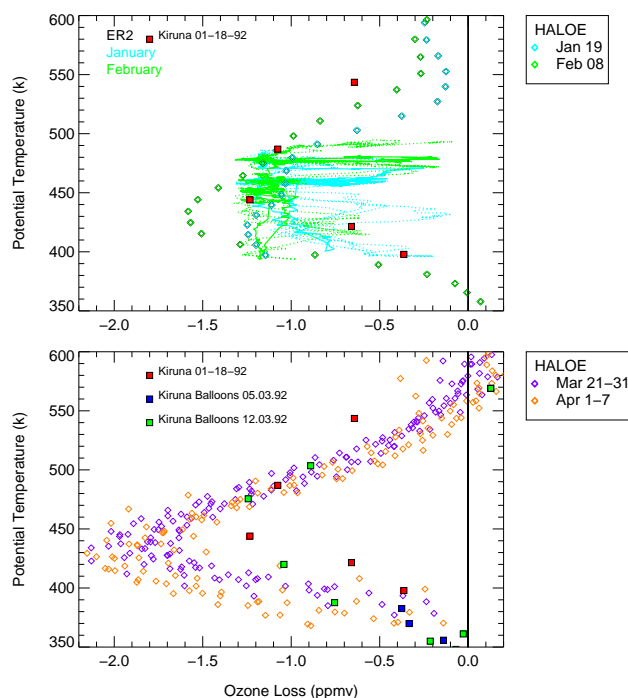 ER2
January
February
Kiruna 01−18−92
HALOE
Jan 19
Feb 08
Potential Temperature (k)
600
550
500
450
400
350
−2.0 −1.5 −1.0 −0.5 0.0
Kiruna 01−18−92
Kiruna Balloons 05.03.92
Kiruna Balloons 12.03.92
HALOE
Mar 21−31
Apr 1−7
Potential Temperature (k)
600
550
500
450
400
350
−2.0 −1.5 −1.0 −0.5 0.0
Ozone Loss (ppmv)